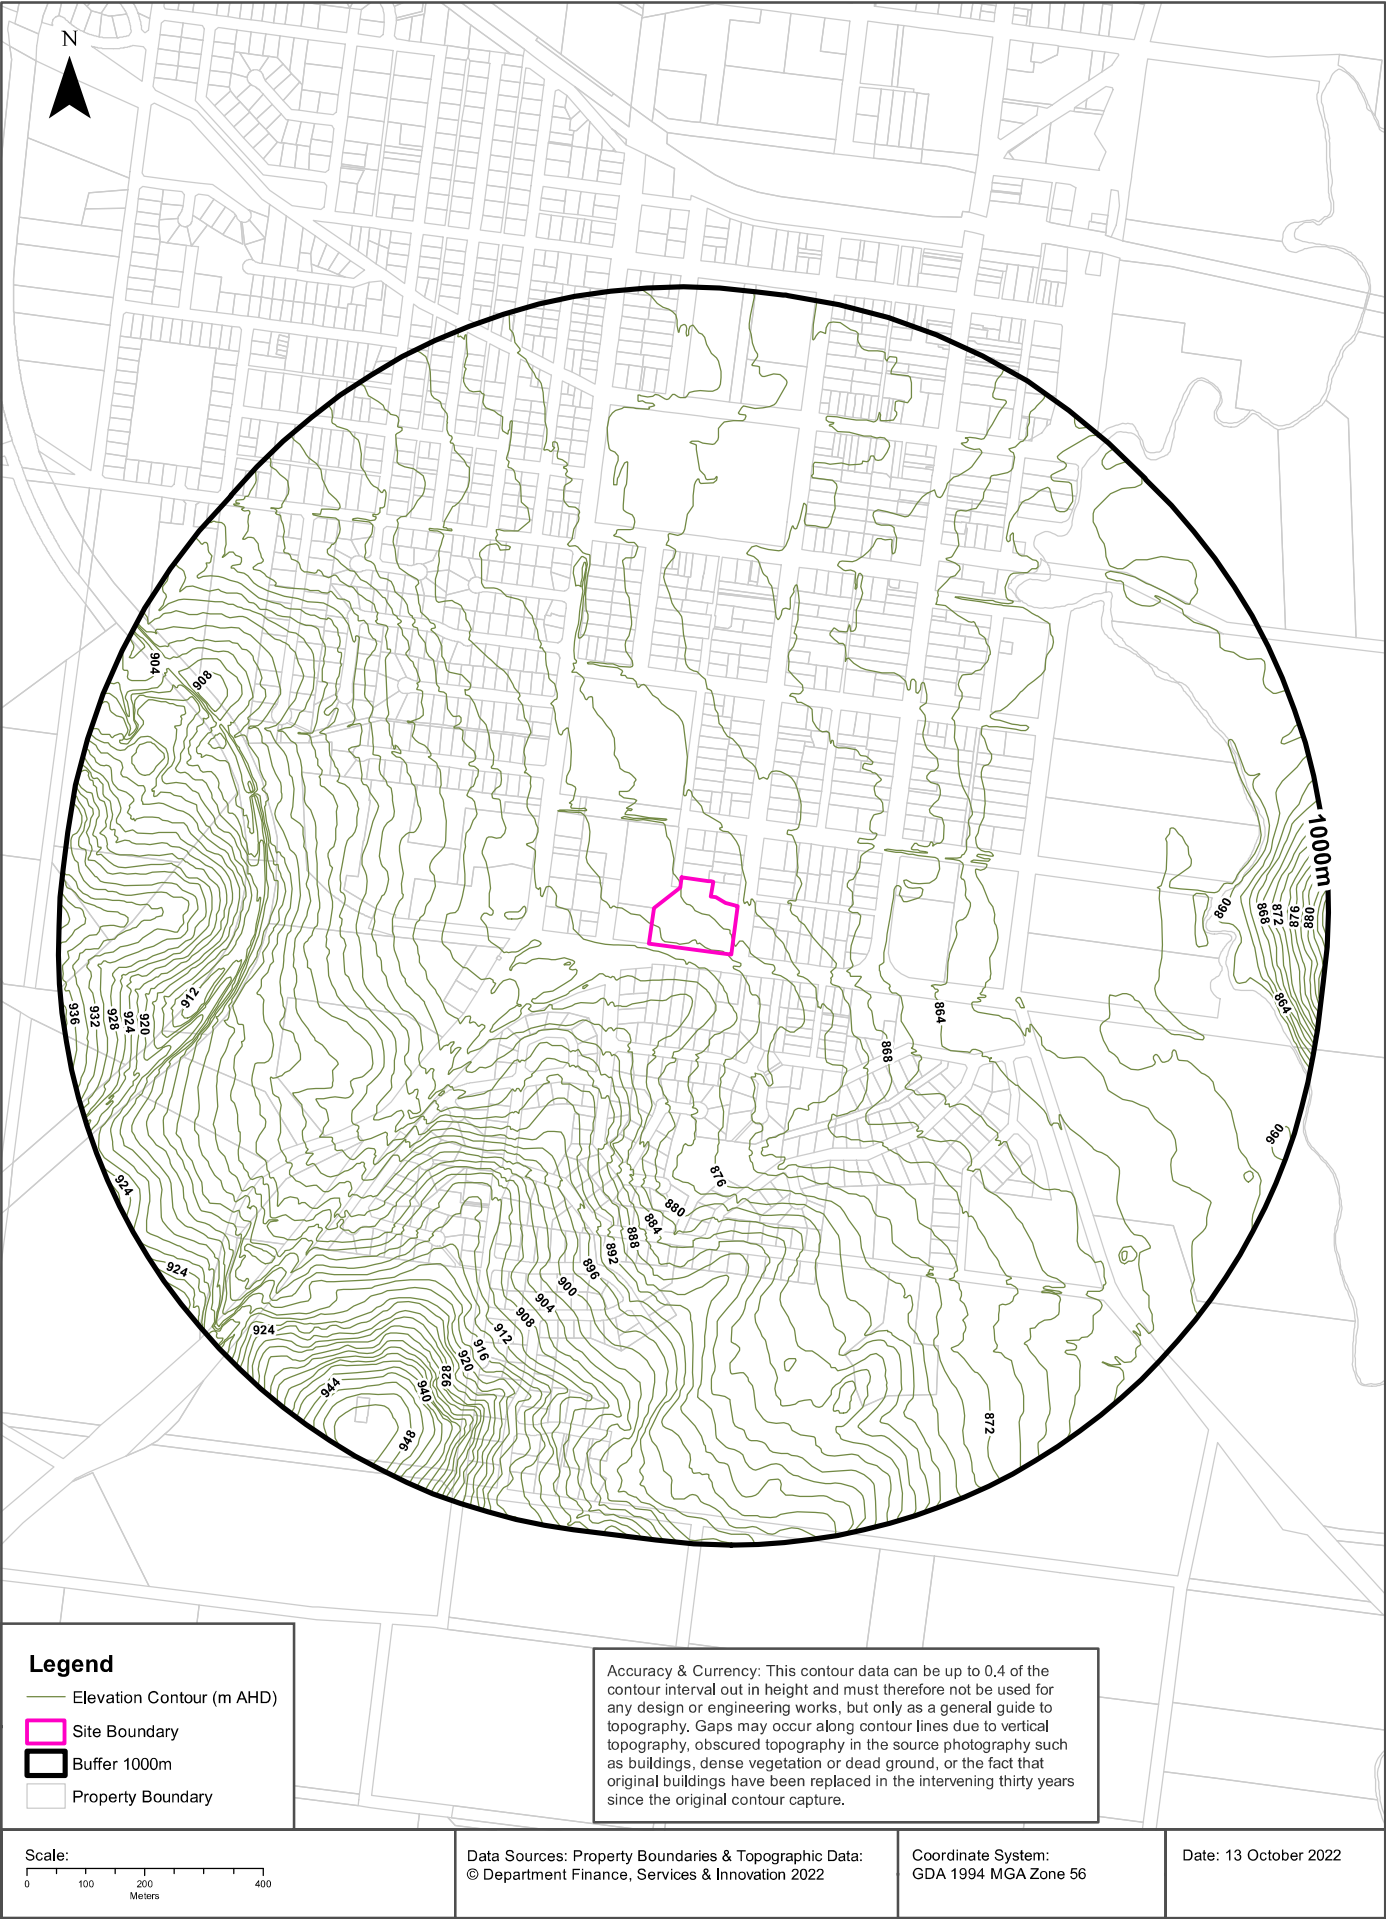 N
904
908
1000m
860
868
872
978
880
912
936
932
928
924
920
864
864
868
960
924
876
880
884
888
892
896
900
904
908
912
916
920
928
924
924
944
940
948
872
Legend
Elevation Contour (m AHD)
Site Boundary
Buffer 1000m
Property Boundary
Accuracy & Currency: This contour data can be up to 0.4 of the
contour interval out in height and must therefore not be used for
any design or engineering works, but only as a general guide to
topography. Gaps may occur along contour lines due to vertical
topography, obscured topography in the source photography such
as buildings, dense vegetation or dead ground, or the fact that
original buildings have been replaced in the intervening thirty years
since the original contour capture.
Scale:
0 100 200 400
Meters
Data Sources: Property Boundaries & Topographic Data:
© Department Finance, Services & Innovation 2022
Coordinate System:
GDA 1994 MGA Zone 56
Date: 13 October 2022